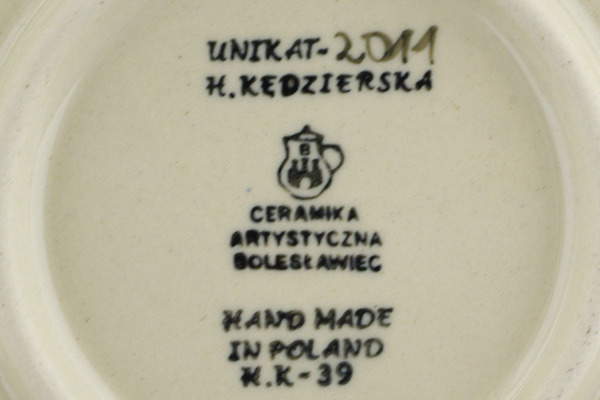 UNIKAT-2011
H.KĘDZIERSKA
B
CERAMIKA
ARTYSTYCZNA
BOLESŁAWIEC
HAND MADE
IN POLAND
H.K-39